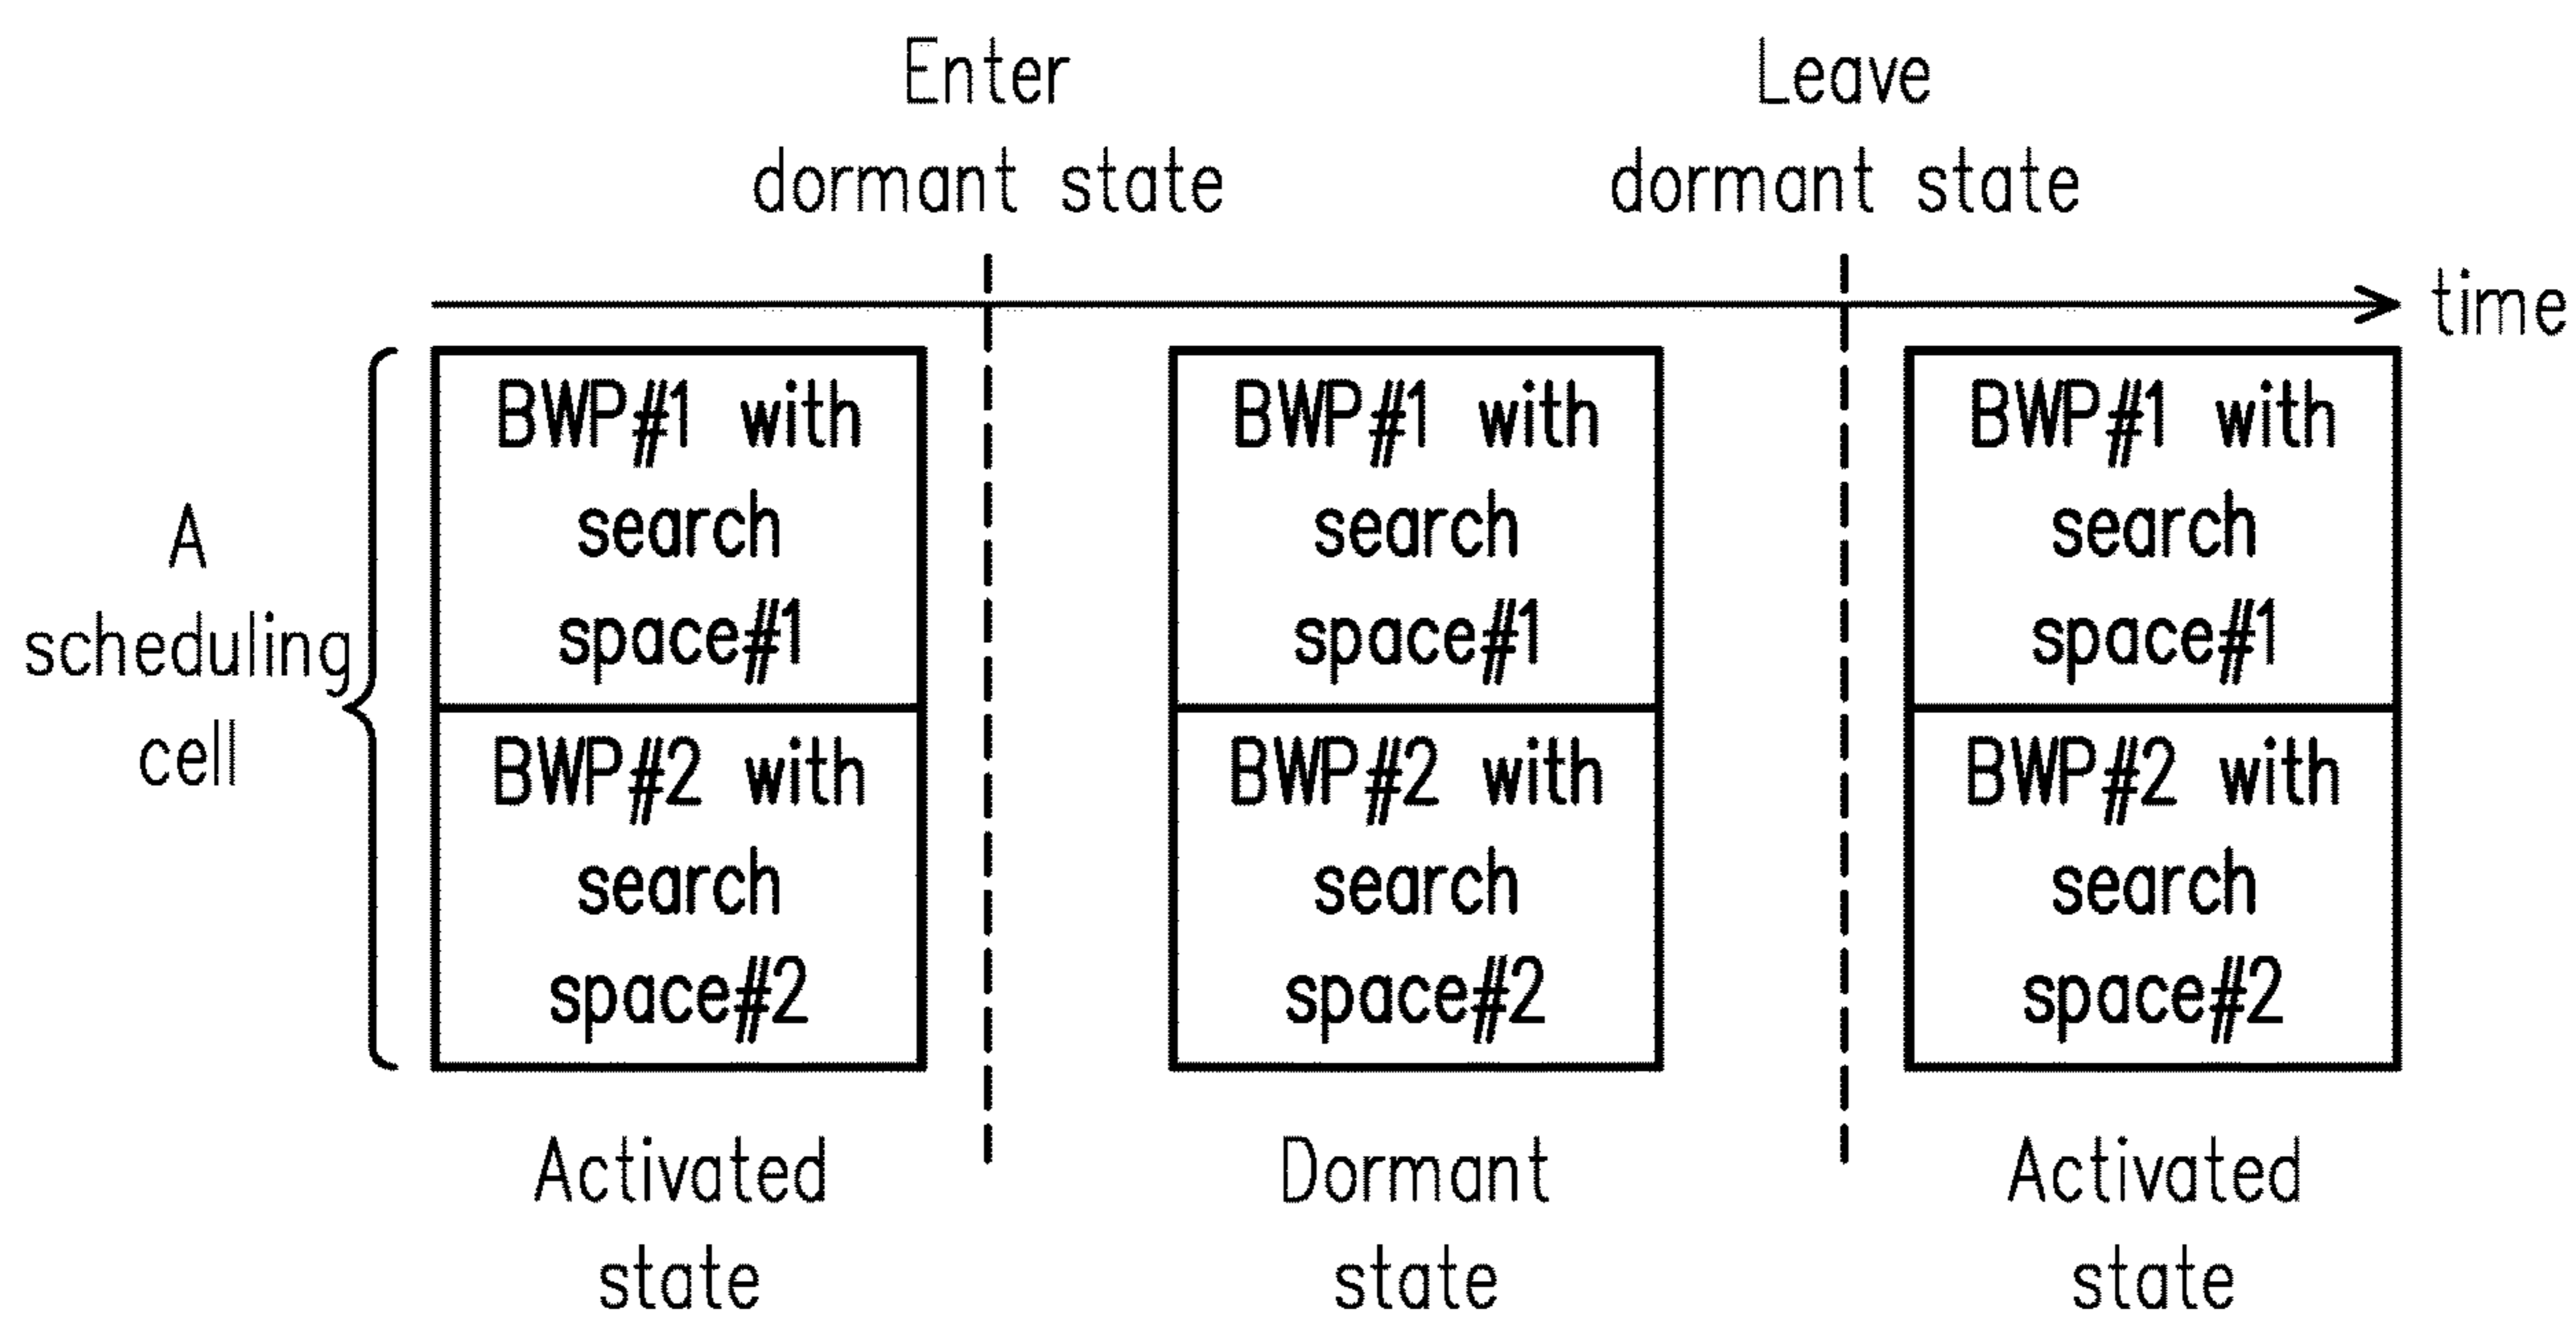 Enter
dormant state
Leave
dormant state
time
A
scheduling
cell
BWP#1 with
search
space#1
BWP#2 with
search
space#2
Activated
state
BWP#1 with
search
space#1
BWP#2 with
search
space#2
Dormant
state
BWP#1 with
search
space#1
BWP#2 with
search
space#2
Activated
state